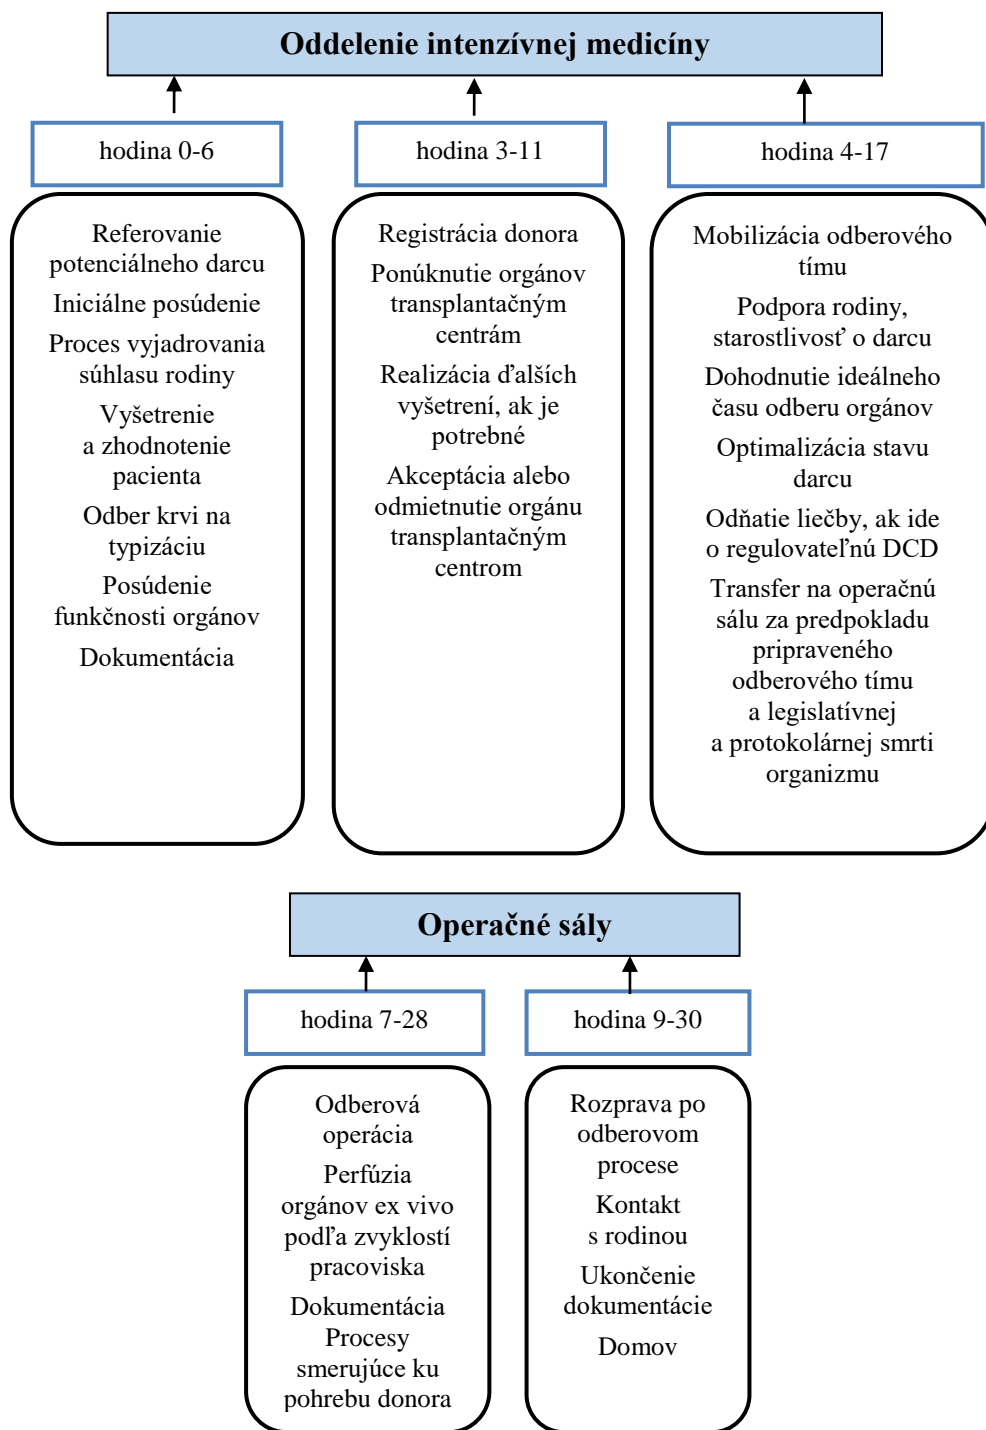 Oddelenie intenzívnej medicíny
hodina 0-6
Referovanie
potenciálneho darcu
Iniciálne posúdenie
Proces vyjadrovania
súhlasu rodiny
Vyšetrenie
a zhodnotenie
pacienta
Odber krvi na
typizáciu
Posúdenie
funkčnosti orgánov
Dokumentácia
hodina 3-11
Registrácia donora
Ponúknutie orgánov
transplantačným
centrám
Realizácia ďalších
vyšetrení, ak je
potrebné
Akceptácia alebo
odmietnutie orgánu
transplantačným
centrom
hodina 4-17
Mobilizácia odberového
tímu
Podpora rodiny,
starostlivosť o darcu
Dohodnutie ideálneho
času odberu orgánov
Optimalizácia stavu
darcu
Odňatie liečby, ak ide
o regulovateľnú DCD
Transfer na operačnú
sálu za predpokladu
pripraveného
odberového tímu
a legislatívnej
a protokolárnej smrti
organizmu
Operačné sály
hodina 7-28
Odberová
operácia
Perfúzia
orgánov ex vivo
podľa zvyklostí
pracoviska
Dokumentácia
Procesy
smerujúce ku
pohrebu donora
hodina 9-30
Rozprava po
odberovom
procese
Kontakt
s rodinou
Ukončenie
dokumentácie
Domov